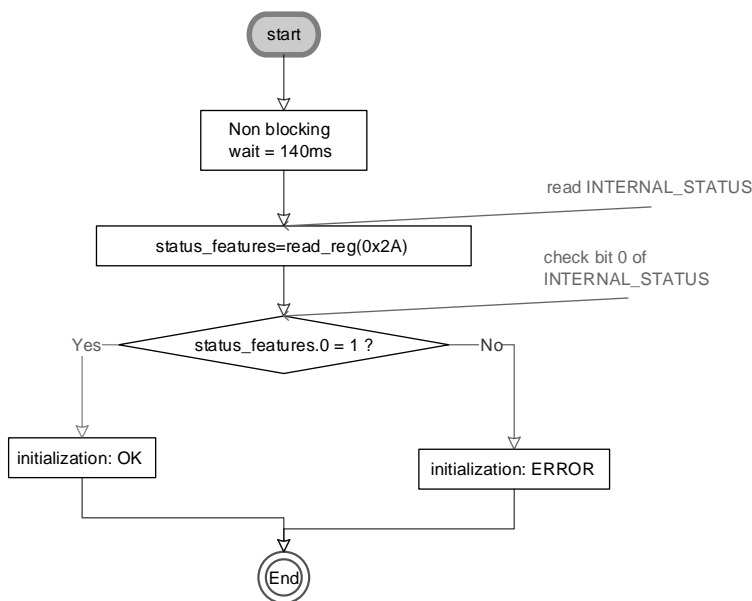 start
Non blocking
wait = 140ms
read INTERNAL_STATUS
status_features=read_reg(0x2A)
check bit 0 of
INTERNAL_STATUS
Yes
status_features.0 = 1 ?
No
initialization: OK
initialization: ERROR
End